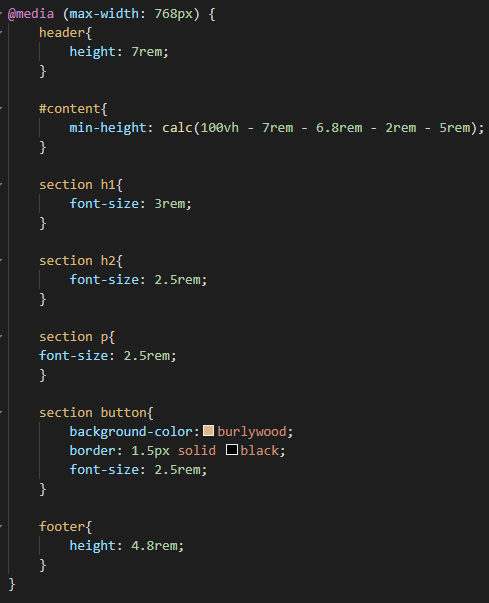 @media (max-width: 768px) {
    header{
        height: 7rem;
    }

    #content{
        min-height: calc(100vh - 7rem - 6.8rem - 2rem - 5rem);
    }

    section h1{
        font-size: 3rem;
    }

    section h2{
        font-size: 2.5rem;
    }

    section p{
    font-size: 2.5rem;
    }

    section button{
        background-color: burlywood;
        border: 1.5px solid black;
        font-size: 2.5rem;
    }

    footer{
        height: 4.8rem;
    }
}